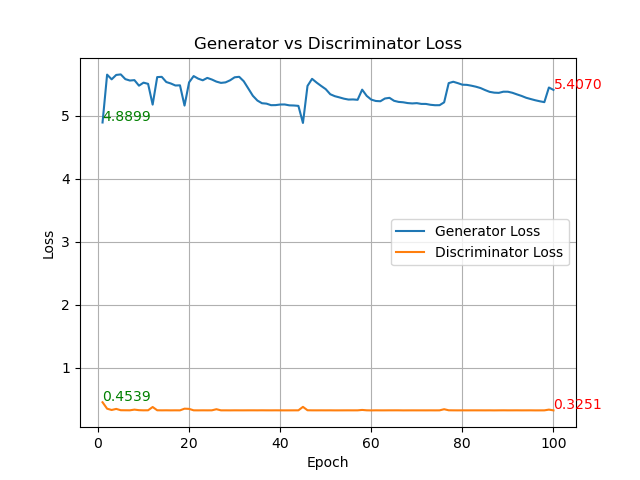 Generator vs Discriminator Loss
5.4070
5
4.8899
4
3
Generator Loss
Discriminator Loss
Loss
2
1
0.4539
0.3251
0 20 40 60 80 100
Epoch